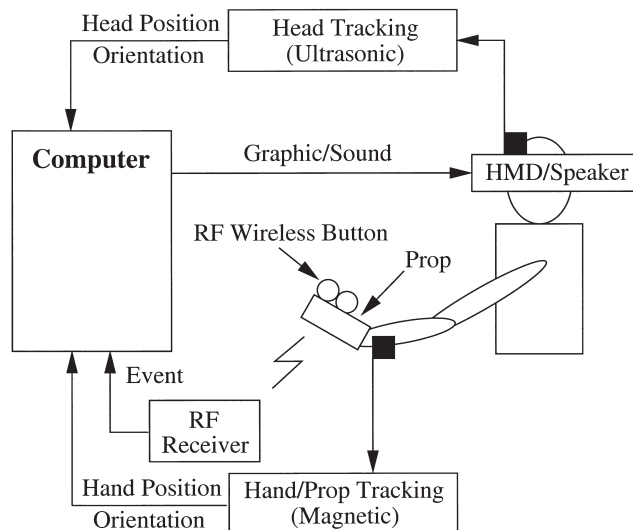 Head Position
Orientation
Head Tracking
(Ultrasonic)
Computer
Graphic/Sound
HMD/Speaker
RF Wireless Button
Prop
Event
RF
Receiver
Hand Position
Orientation
Hand/Prop Tracking
(Magnetic)